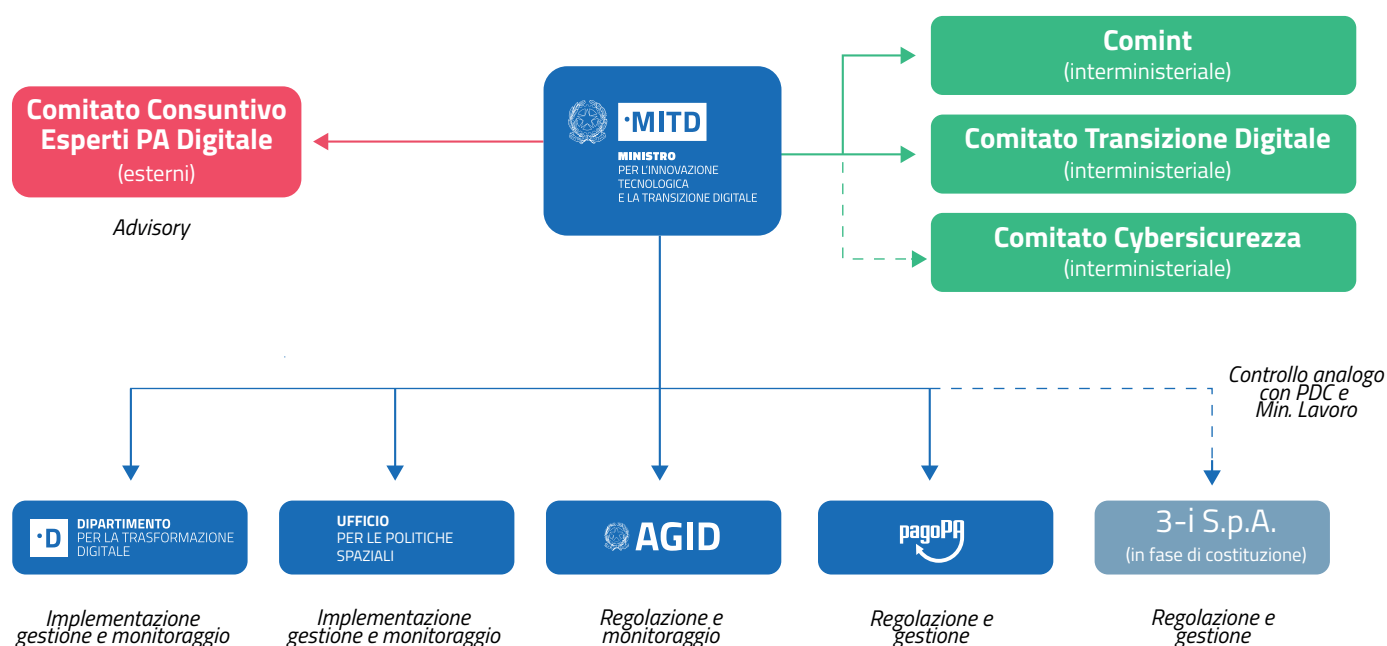 Comitato Consuntivo
Esperti PA Digitale
(esterni)
Advisory
·MITD
MINISTRO
PER L'INNOVAZIONE
TECNOLOGICA
E LA TRANSIZIONE DIGITALE
Comint
(interministeriale)
Comitato Transizione Digitale
(interministeriale)
Comitato Cybersicurezza
(interministeriale)
Controllo analogo
con PDC e
Min. Lavoro
·D
DIPARTIMENTO
PER LA TRASFORMAZIONE
DIGITALE
Implementazione
gestione e monitoraggio
UFFICIO
PER LE POLITICHE
SPAZIALI
Implementazione
gestione e monitoraggio
AGID
Regolazione e
monitoraggio
pagoPA
Regolazione e
gestione
3-i S.p.A.
(in fase di costituzione)
Regolazione e
gestione